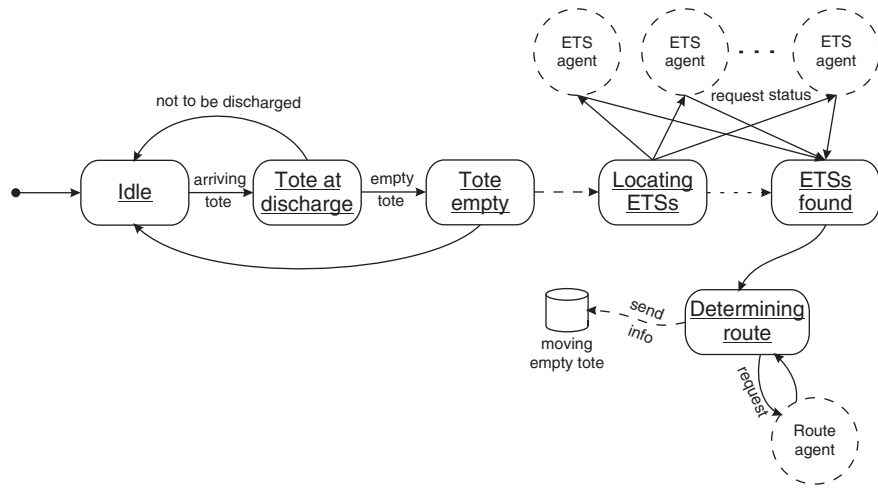 ETS
agent
ETS
agent
. . .
ETS
agent
request status
not to be discharged
Idle
arriving
tote
Tote at
discharge
empty
tote
Tote
empty
Locating
ETSs
ETSs
found
Determining
route
send
info
moving
empty tote
request
Route
agent